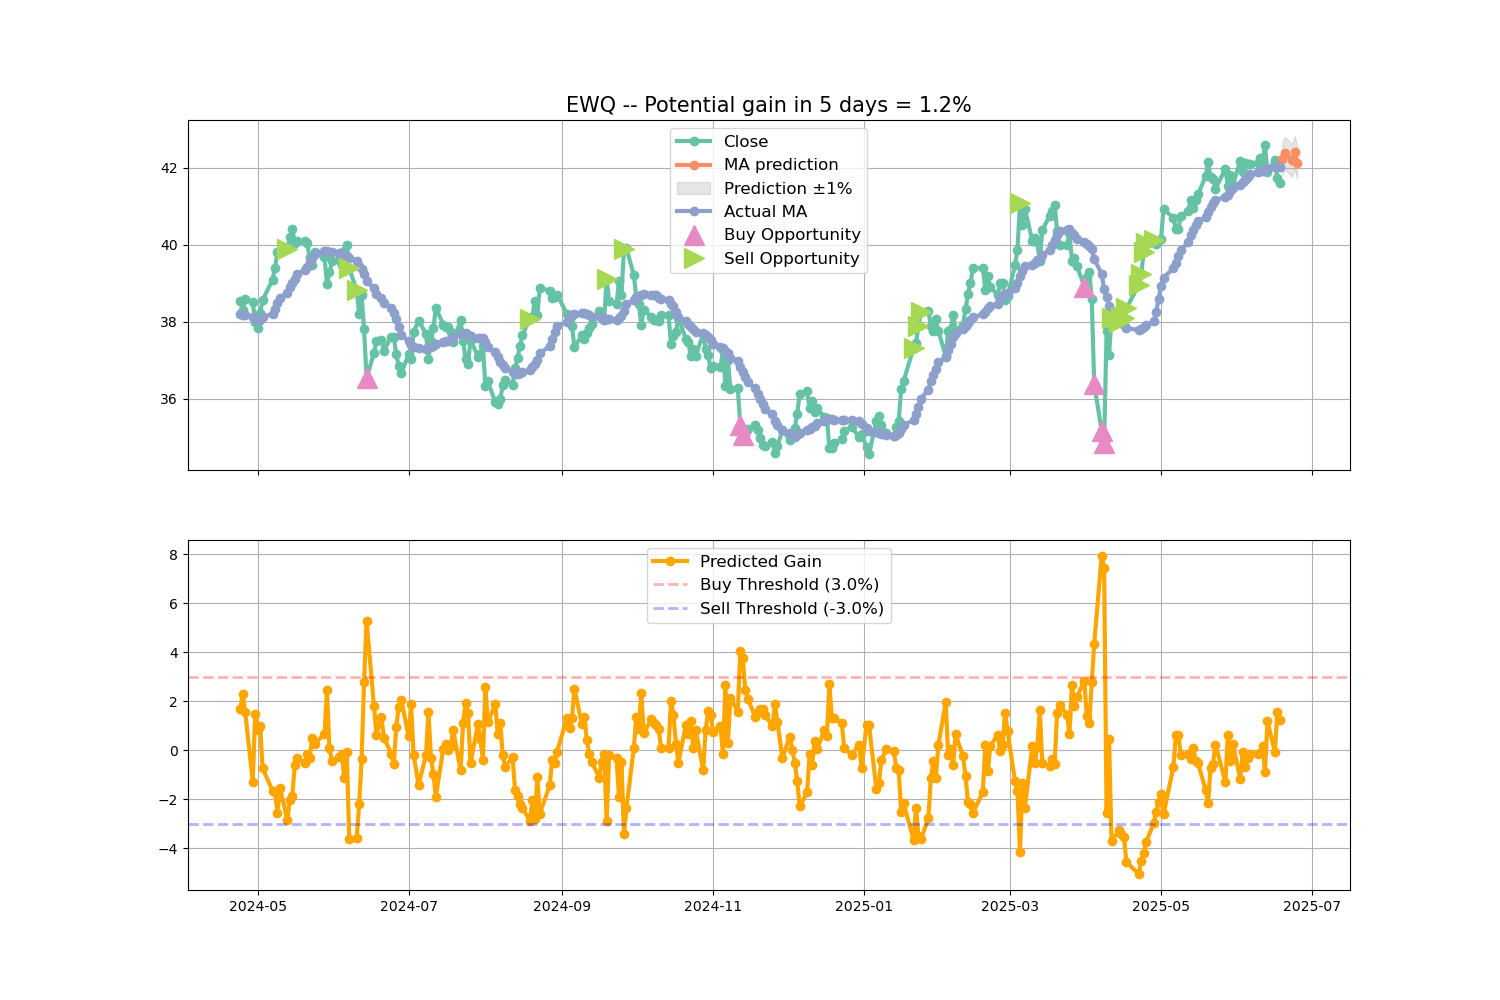 EWQ -- Potential gain in 5 days = 1.2%
Close
MA prediction
Prediction ±1%
Actual MA
Buy Opportunity
Sell Opportunity
42
40
38
36
Predicted Gain
Buy Threshold (3.0%)
Sell Threshold (-3.0%)
8
6
4
2
0
−2
−4
2024-05 2024-07 2024-09 2024-11 2025-01 2025-03 2025-05 2025-07